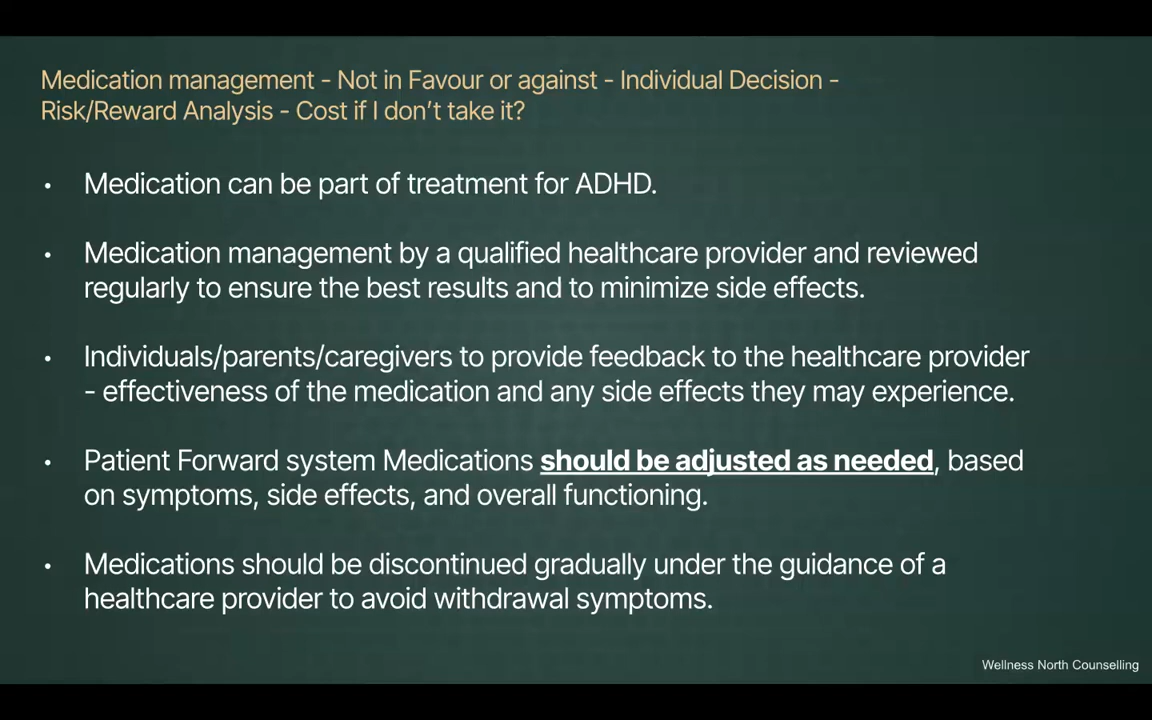 Medication management - Not in Favour or against - Individual Decision -
Risk/Reward Analysis - Cost if I don't take it?
• Medication can be part of treatment for ADHD.
• Medication management by a qualified healthcare provider and reviewed
regularly to ensure the best results and to minimize side effects.
• Individuals/parents/caregivers to provide feedback to the healthcare provider
- effectiveness of the medication and any side effects they may experience.
• Patient Forward system Medications should be adjusted as needed, based
on symptoms, side effects, and overall functioning.
• Medications should be discontinued gradually under the guidance of a
healthcare provider to avoid withdrawal symptoms.
Wellness North Counselling